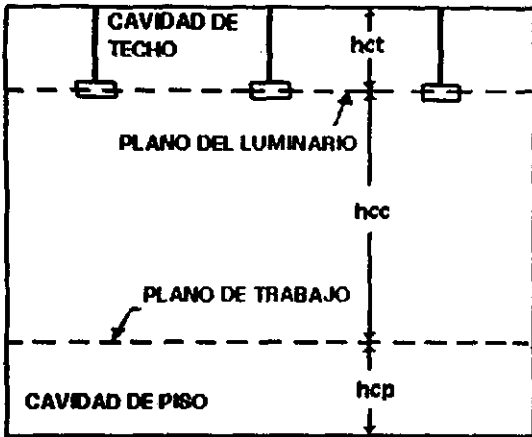 CAVIDAD DE
TECHO
hct
PLANO DEL LUMINARIO
hcc
PLANO DE TRABAJO
hcp
CAVIDAD DE PISO